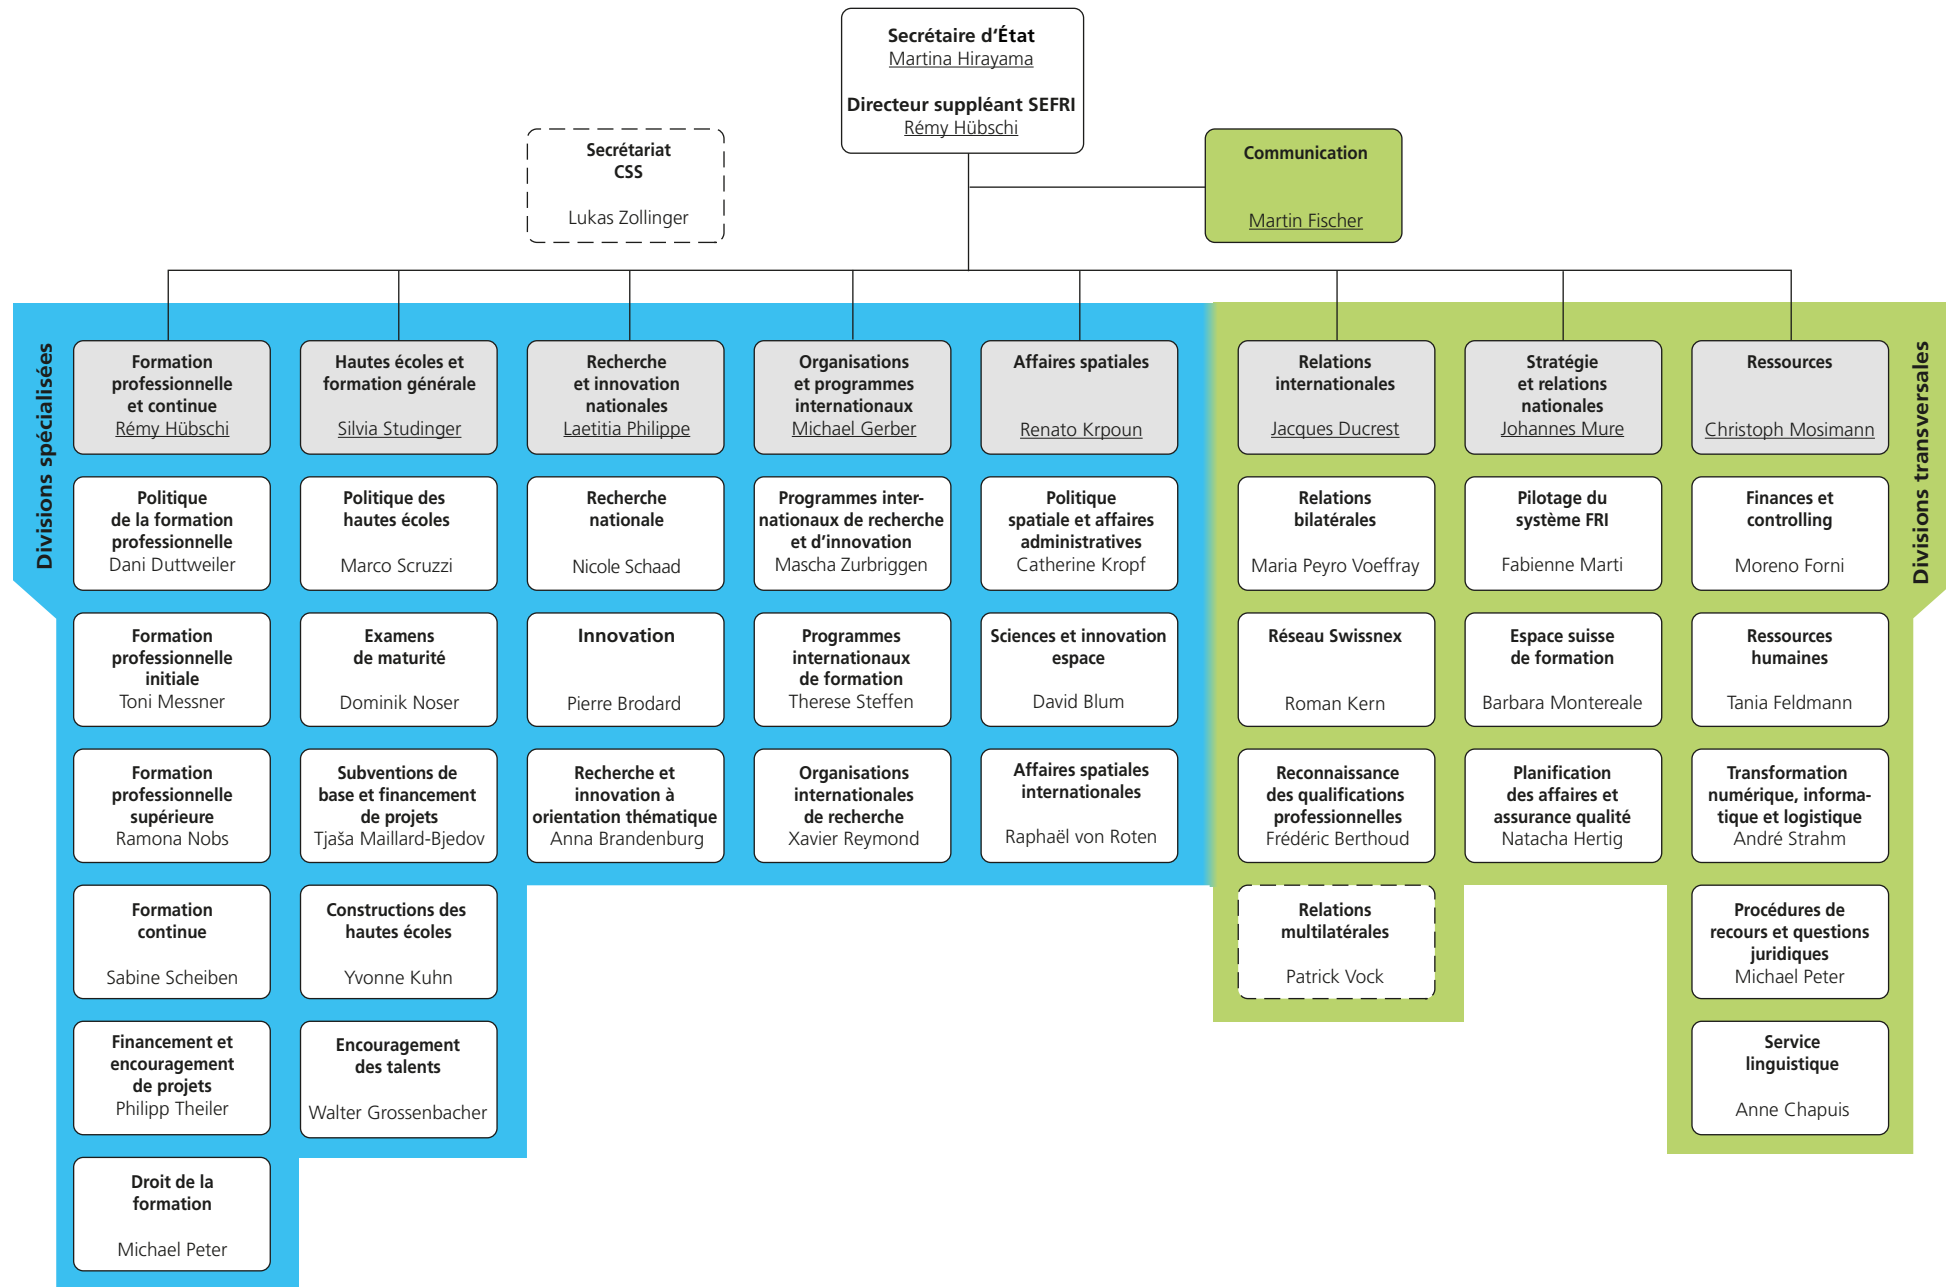 Secrétaire d‘État
Martina Hirayama
Directeur suppléant SEFRI
Rémy Hübschi
Secrétariat
CSS
Lukas Zollinger
Communication
Martin Fischer
Divisions spécialisées
Formation
professionnelle
et continue
Rémy Hübschi
Politique
de la formation
professionnelle
Dani Duttweiler
Formation
professionnelle
initiale
Toni Messner
Formation
professionnelle
supérieure
Ramona Nobs
Formation
continue
Sabine Scheiben
Financement et
encouragement
de projets
Philipp Theiler
Droit de la
formation
Michael Peter
Hautes écoles et
formation générale
Silvia Studinger
Politique des
hautes écoles
Marco Scruzzi
Examens
de maturité
Dominik Noser
Subventions de
base et financement
de projets
Tjaša Maillard-Bjedov
Constructions des
hautes écoles
Yvonne Kuhn
Encouragement
des talents
Walter Grossenbacher
Recherche
et innovation
nationales
Laetitia Philippe
Recherche
nationale
Nicole Schaad
Innovation
Pierre Brodard
Recherche et
innovation à
orientation thématique
Anna Brandenburg
Organisations
et programmes
internationaux
Michael Gerber
Programmes inter-
nationaux de recherche
et d’innovation
Mascha Zurbriggen
Programmes
internationaux
de formation
Therese Steffen
Organisations
internationales
de recherche
Xavier Reymond
Affaires spatiales
Renato Krpoun
Politique
spatiale et affaires
administratives
Catherine Kropf
Sciences et innovation
espace
David Blum
Affaires spatiales
internationales
Raphaël von Roten
Relations
internationales
Jacques Ducrest
Relations
bilatérales
Maria Peyro Voeffray
Réseau Swissnex
Roman Kern
Reconnaissance
des qualifications
professionnelles
Frédéric Berthoud
Relations
multilatérales
Patrick Vock
Stratégie
et relations
nationales
Johannes Mure
Pilotage du
système FRI
Fabienne Marti
Espace suisse
de formation
Barbara Montereale
Planification
des affaires et
assurance qualité
Natacha Hertig
Ressources
Christoph Mosimann
Finances et
controlling
Moreno Forni
Ressources
humaines
Tania Feldmann
Transformation
numérique, informa-
tique et logistique
André Strahm
Procédures de
recours et questions
juridiques
Michael Peter
Service
linguistique
Anne Chapuis
Divisions transversales